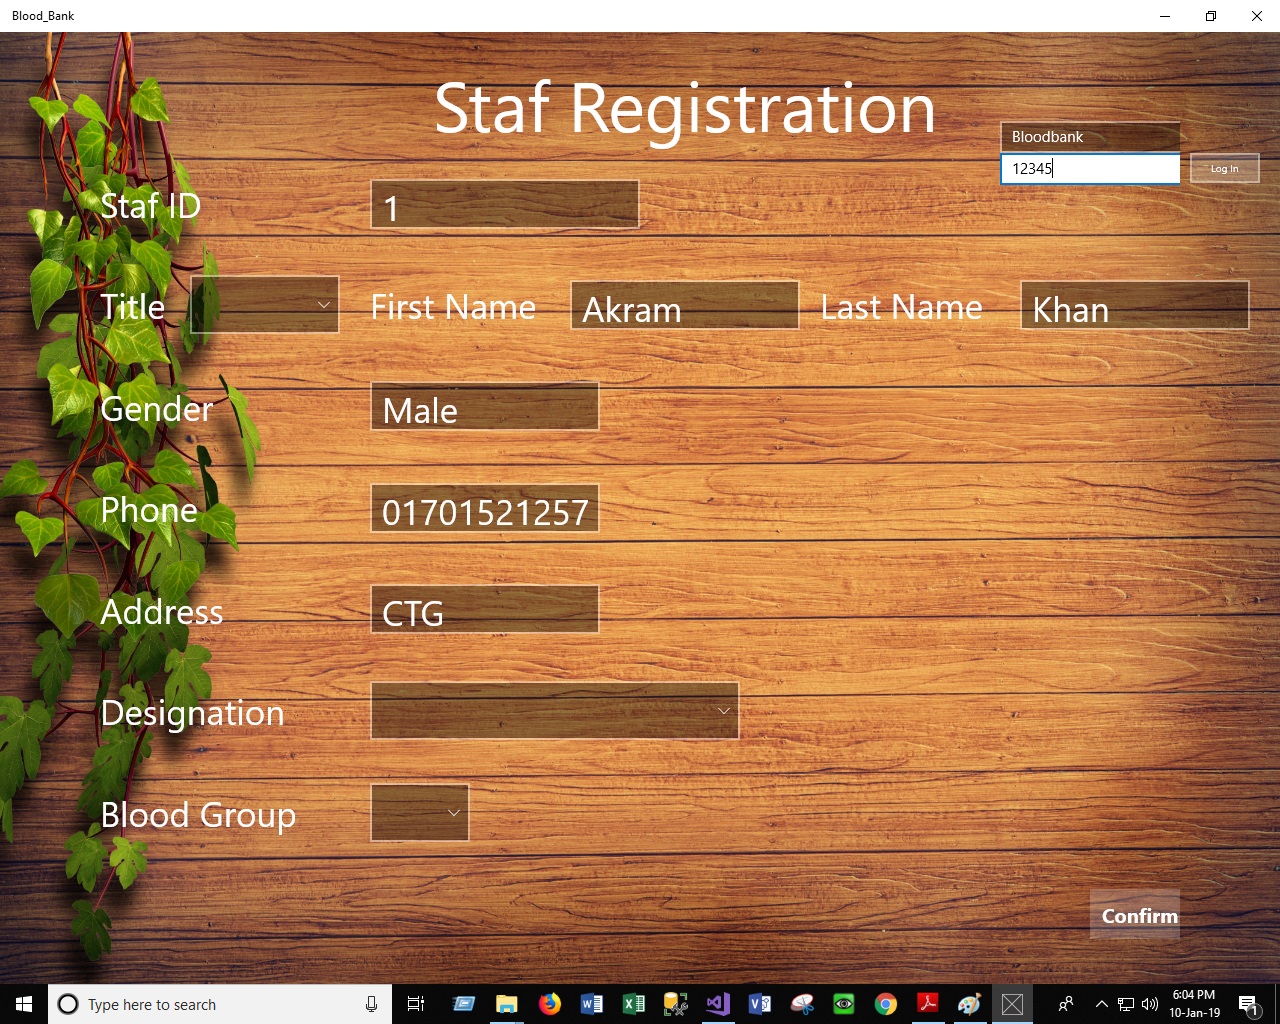 Blood_Bank
Staf Registration
Bloodbank
12345
Log In
Staf ID
1
Title
First Name
Akram
Last Name
Khan
Gender
Male
Phone
01701521257
Address
CTG
Designation
Blood Group
Confirm
Type here to search
6:04 PM
10-Jan-19
1